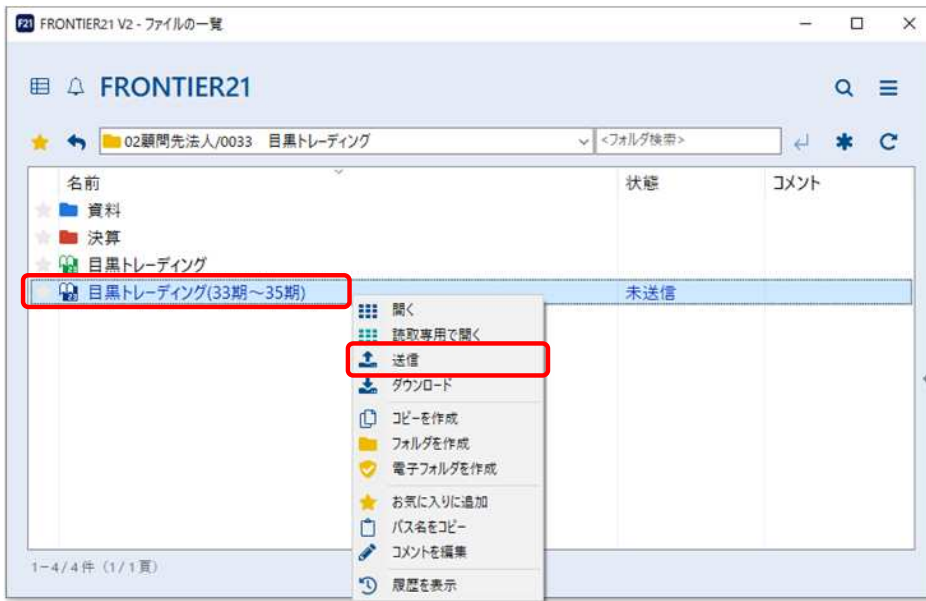 F21 FRONTIER21 V2 - ファイルの一覧
FRONTIER21
02顧問先法人/0033 目黒トレーディング <フォルダ検索>
名前 状態 コメント
資料
決算
目黒トレーディング
目黒トレーディング(33期～35期) 未送信
開く
読取専用で開く
送信
ダウンロード
コピーを作成
フォルダを作成
電子フォルダを作成
お気に入りに追加
パス名をコピー
コメントを編集
履歴を表示
1-4/4件 (1/1頁)